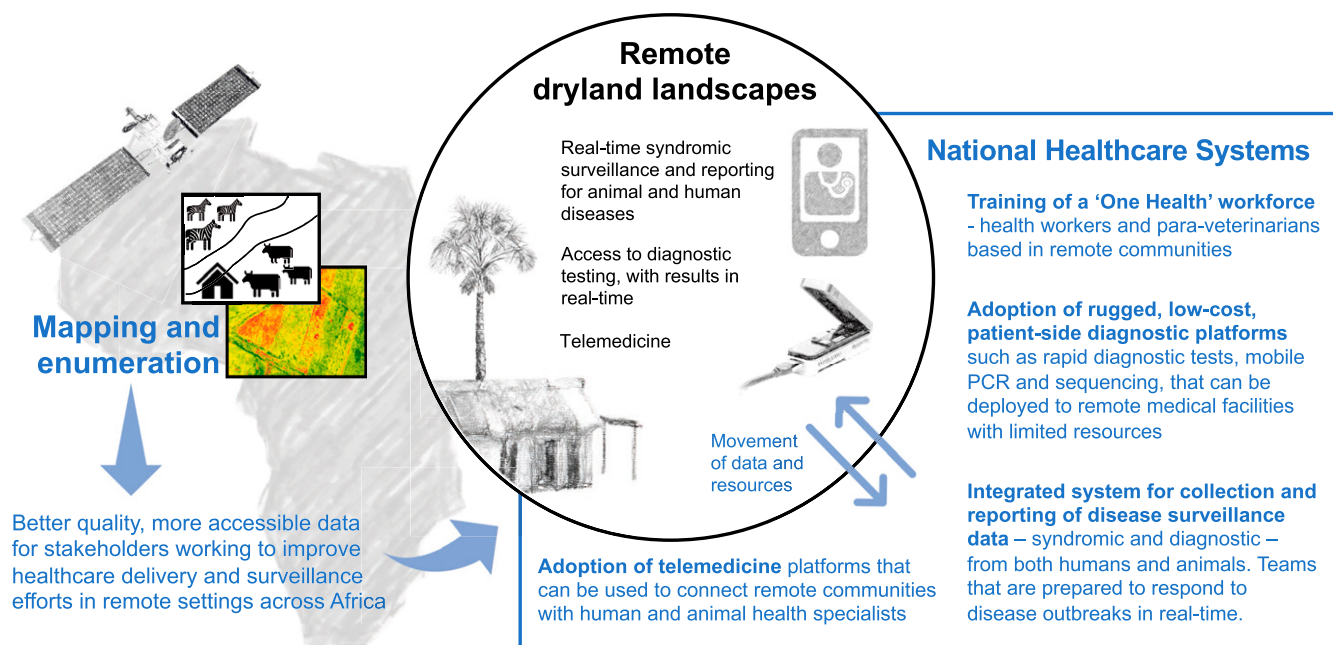 Remote
dryland landscapes
Real-time syndromic
surveillance and reporting
for animal and human
diseases
Access to diagnostic
testing, with results in
real-time
Telemedicine
Movement
of data and
resources
Mapping and
enumeration
Better quality, more accessible data
for stakeholders working to improve
healthcare delivery and surveillance
efforts in remote settings across Africa
Adoption of telemedicine platforms that
can be used to connect remote communities
with human and animal health specialists
National Healthcare Systems
Training of a ‘One Health’ workforce
- health workers and para-veterinarians
based in remote communities
Adoption of rugged, low-cost,
patient-side diagnostic platforms
such as rapid diagnostic tests, mobile
PCR and sequencing, that can be
deployed to remote medical facilities
with limited resources
Integrated system for collection and
reporting of disease surveillance
data – syndromic and diagnostic –
from both humans and animals. Teams
that are prepared to respond to
disease outbreaks in real-time.